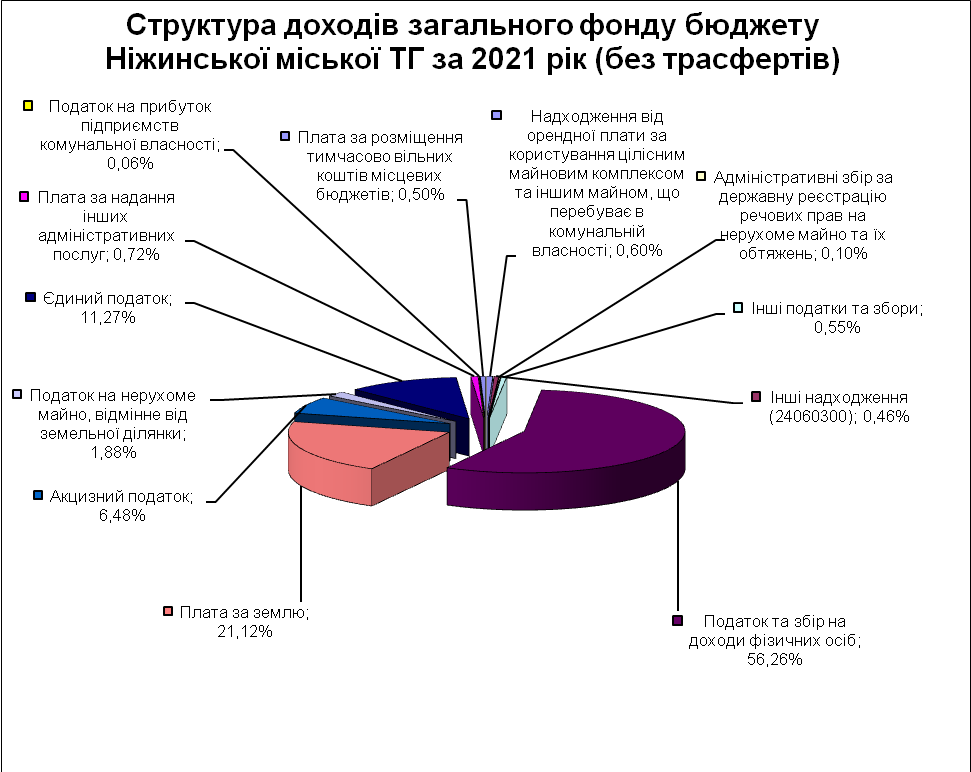 Структура доходів загального фонду бюджету
Ніжинської міської ТГ за 2021 рік (без трасфертів)
Податок на прибуток
підприємств
комунальної власності;
0,06%
Плата за розміщення
тимчасово вільних
коштів місцевих
бюджетів; 0,50%
Надходження від
орендної плати за
користування цілісним
майновим комплексом
та іншим майном, що
перебуває в
комунальній
власності; 0,60%
Адміністративні збір за
державну реєстрацію
речових прав на
нерухоме майно та їх
обтяжень; 0,10%
Плата за надання
інших
адміністративних
послуг; 0,72%
Єдиний податок;
11,27%
Інші податки та збори;
0,55%
Податок на нерухоме
майно, відмінне від
земельної ділянки;
1,88%
Інші надходження
(24060300); 0,46%
Акцизний податок;
6,48%
Плата за землю;
21,12%
Податок та збір на
доходи фізичних осіб;
56,26%